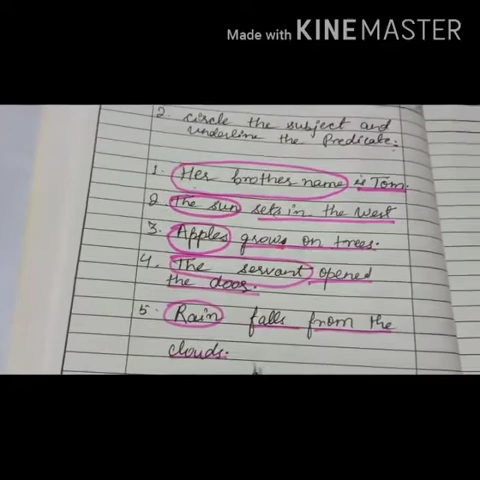 Made with KINEMASTER
2. circle the subject and
underline the Predicate:
1. Her brother name is Tom.
2 The sun sets in the west
3. Apples grows on trees.
4. The servant opened
the door.
5. Rain falls from the
clouds.